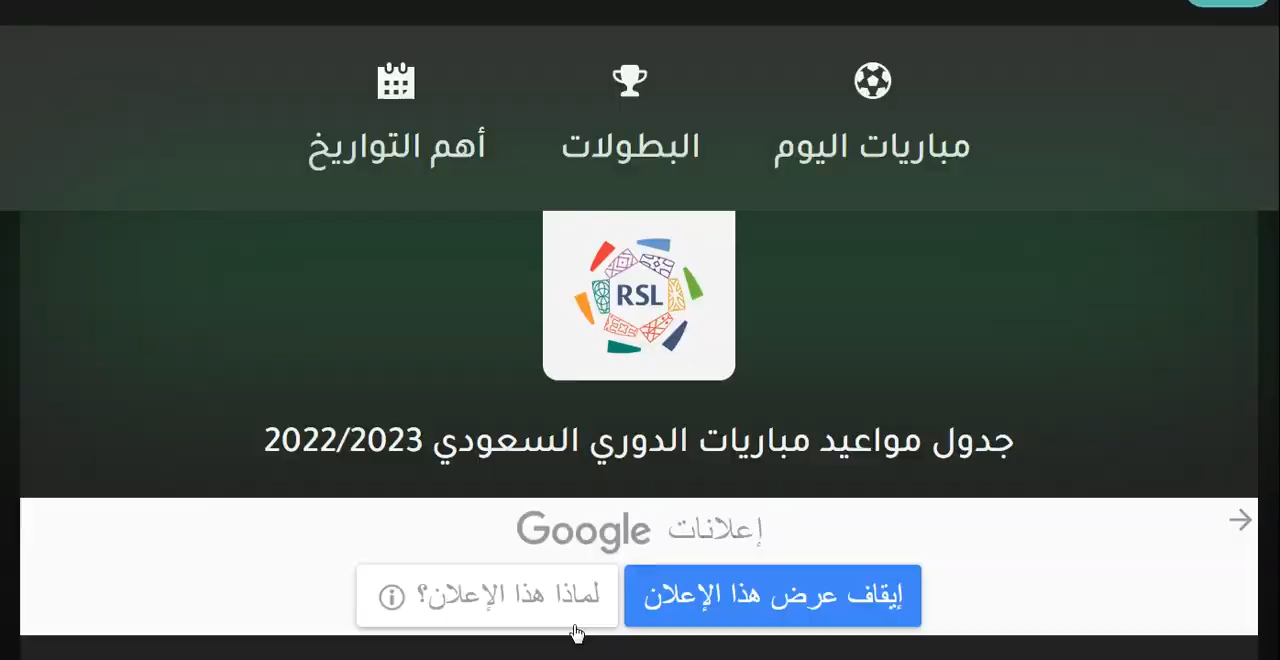 مباريات اليوم
البطولات
أهم التواريخ
RSL
جدول مواعيد مباريات الدوري السعودي 2022/2023
إعلانات Google
إيقاف عرض هذا الإعلان
لماذا هذا الإعلان؟